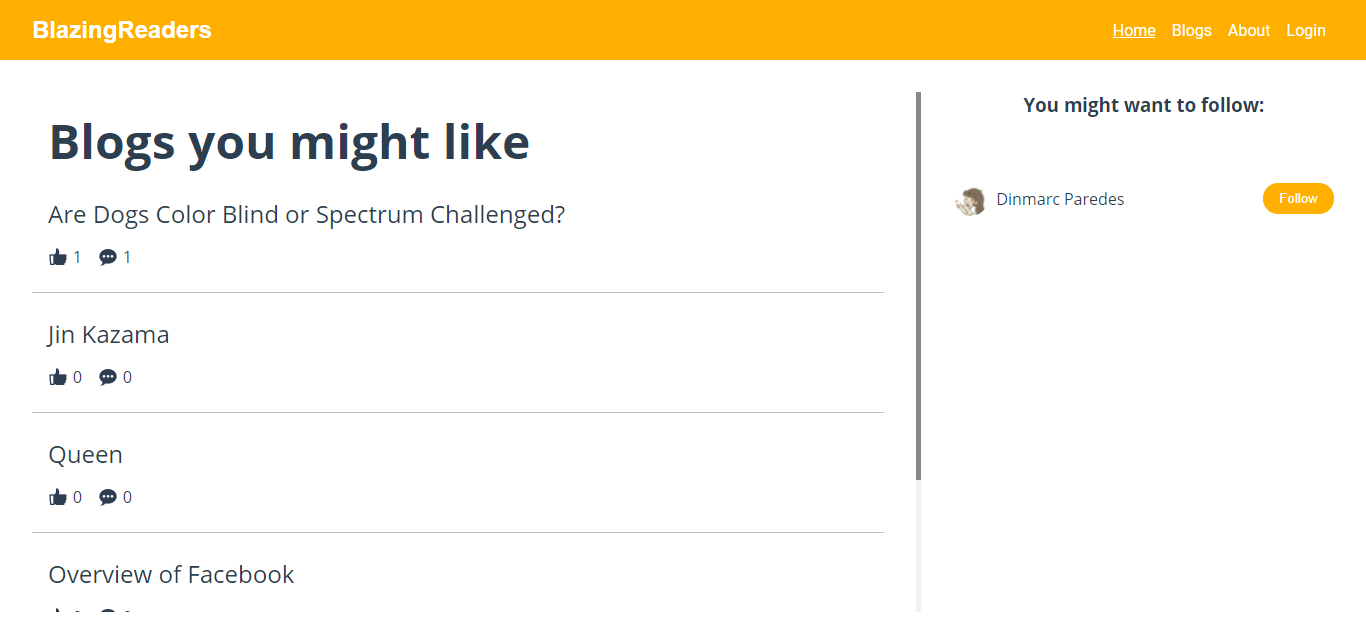 BlazingReaders
Home Blogs About Login
Blogs you might like
Are Dogs Color Blind or Spectrum Challenged?
1 1
Jin Kazama
0 0
Queen
0 0
Overview of Facebook
You might want to follow:
Dinmarc Paredes Follow